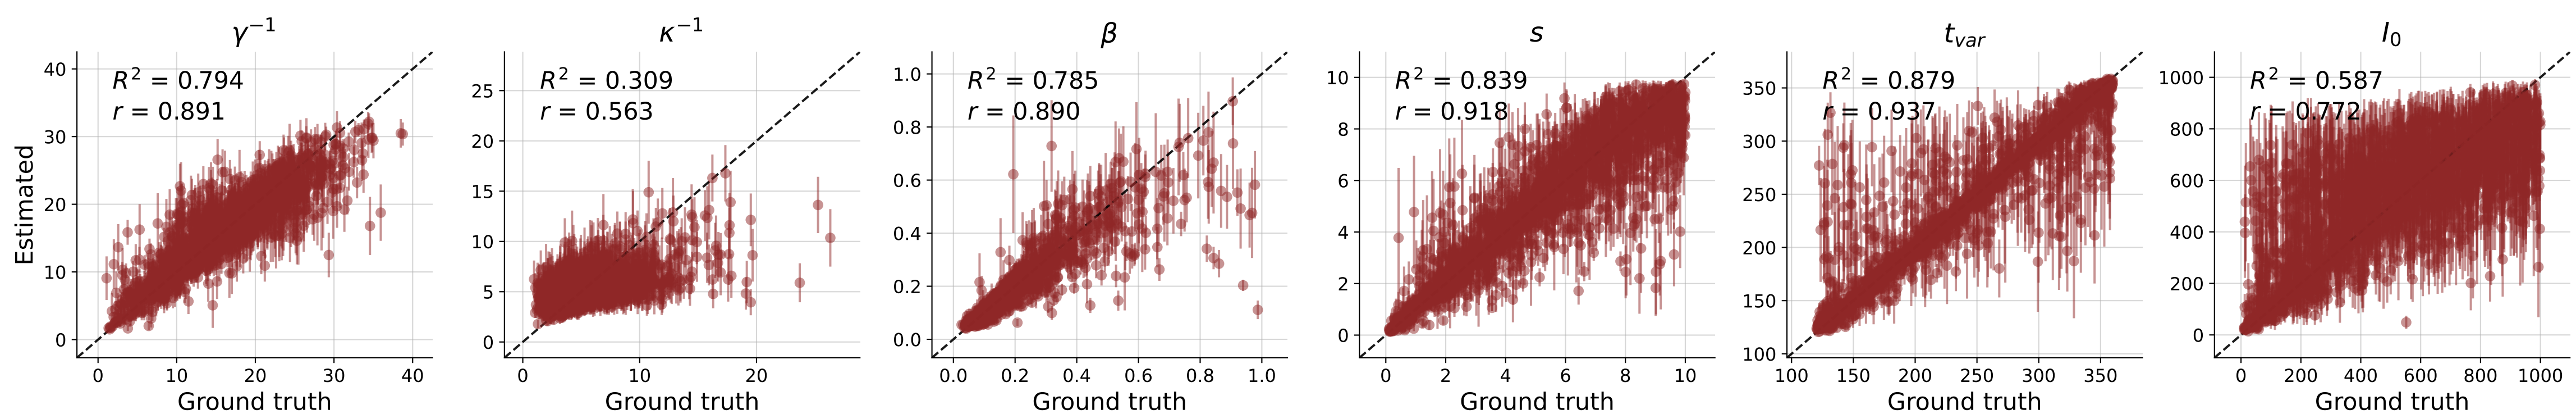 γ⁻¹
R² = 0.794
r = 0.891
Estimated
40
30
20
10
0
0 10 20 30 40
Ground truth
κ⁻¹
R² = 0.309
r = 0.563
25
20
15
10
5
0
0 10 20
Ground truth
β
R² = 0.785
r = 0.890
1.0
0.8
0.6
0.4
0.2
0.0
0.0 0.2 0.4 0.6 0.8 1.0
Ground truth
s
R² = 0.839
r = 0.918
10
8
6
4
2
0
0 2 4 6 8 10
Ground truth
t_var
R² = 0.879
r = 0.937
350
300
250
200
150
100
100 150 200 250 300 350
Ground truth
I₀
R² = 0.587
r = 0.772
1000
800
600
400
200
0
0 200 400 600 800 1000
Ground truth